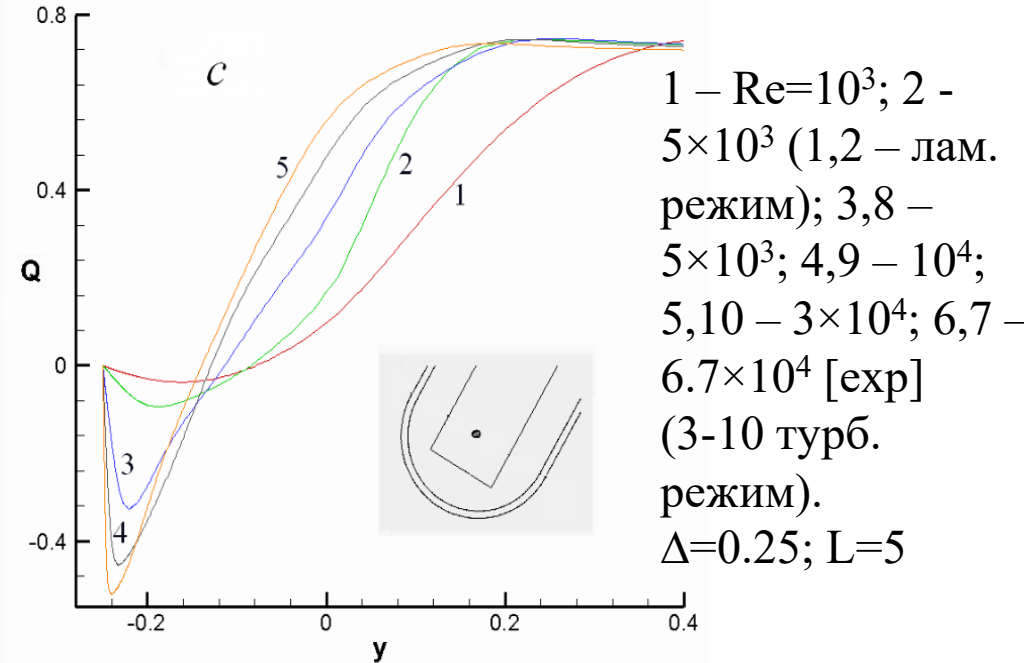 0.8
c
0.4
5
2
1
Q
0
3
4
-0.4
-0.2
0
0.2
0.4
y
1 – Re=10³; 2 -
5×10³ (1,2 – лам.
режим); 3,8 –
5×10³; 4,9 – 10⁴;
5,10 – 3×10⁴; 6,7 –
6.7×10⁴ [exp]
(3-10 турб.
режим).
Δ=0.25; L=5